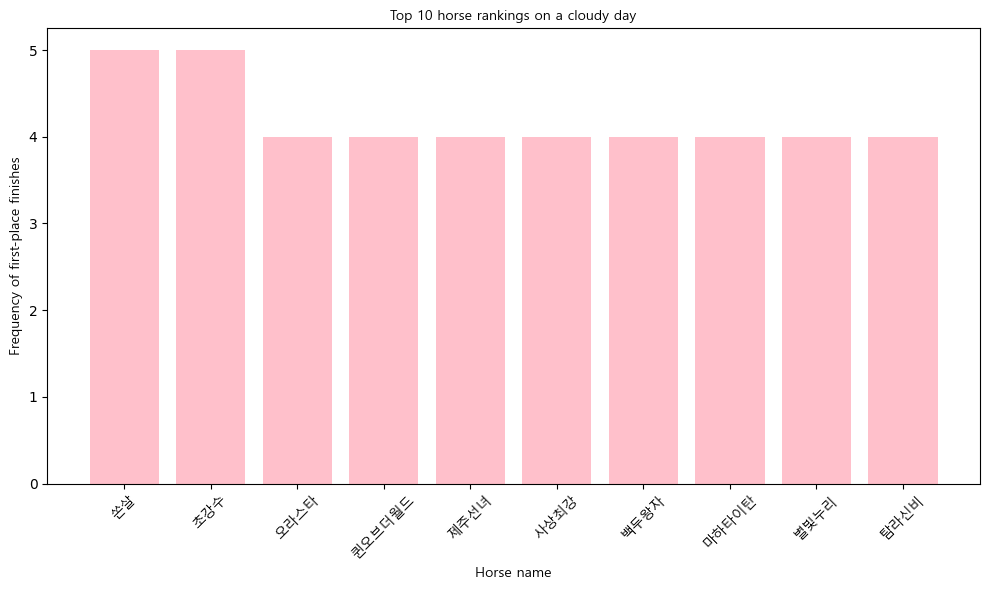 Top 10 horse rankings on a cloudy day
Frequency of first-place finishes
5
4
3
2
1
0
쏜살
초강수
오라스타
퀸오브더월드
제주선녀
사상최강
백두왕자
마하타이탄
별빛누리
탐라신비
Horse name